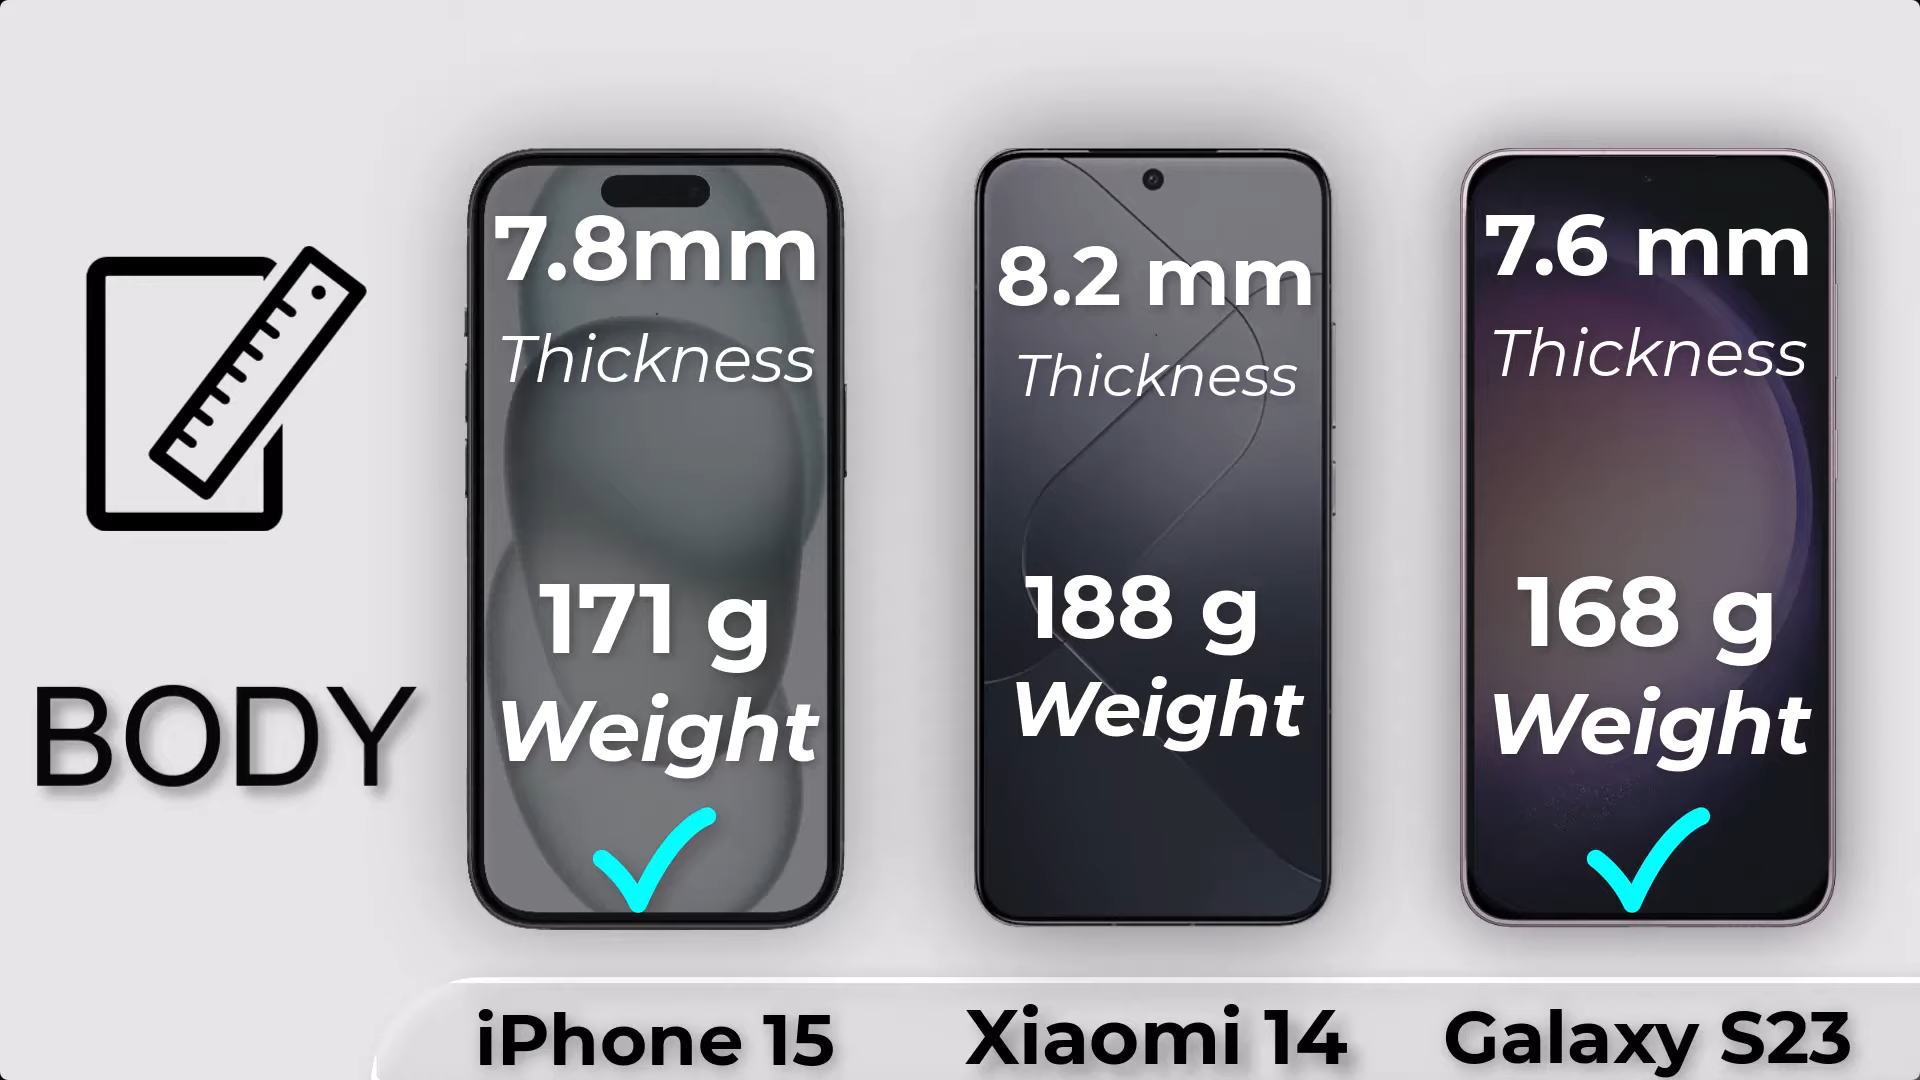 BODY
7.8mm
Thickness
171 g
Weight
iPhone 15
8.2 mm
Thickness
188 g
Weight
Xiaomi 14
7.6 mm
Thickness
168 g
Weight
Galaxy S23